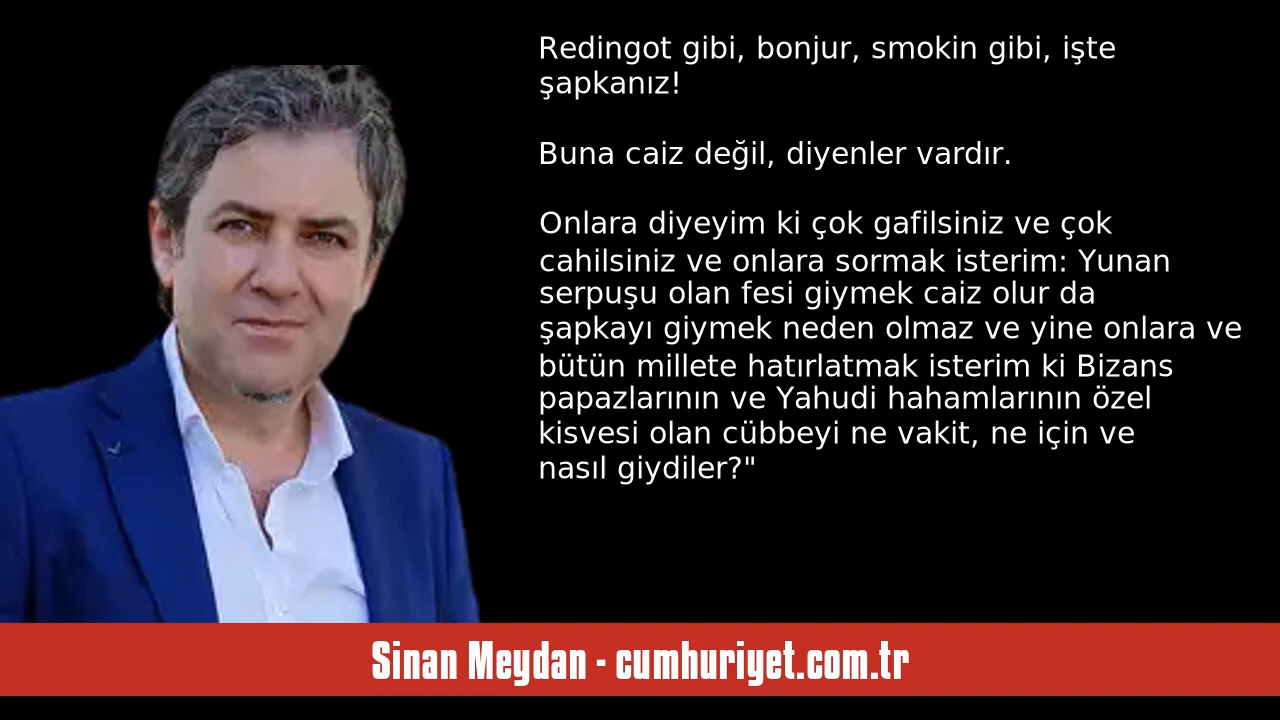 Redingot gibi, bonjur, smokin gibi, işte
şapkanız!
Buna caiz değil, diyenler vardır.
Onlara diyeyim ki çok gafilsiniz ve çok
cahilsiniz ve onlara sormak isterim: Yunan
serpuşu olan fesi giymek caiz olur da
şapkayı giymek neden olmaz ve yine onlara ve
bütün millete hatırlatmak isterim ki Bizans
papazlarının ve Yahudi hahamlarının özel
kisvesi olan cübbeyi ne vakit, ne için ve
nasıl giydiler?"
Sinan Meydan - cumhuriyet.com.tr